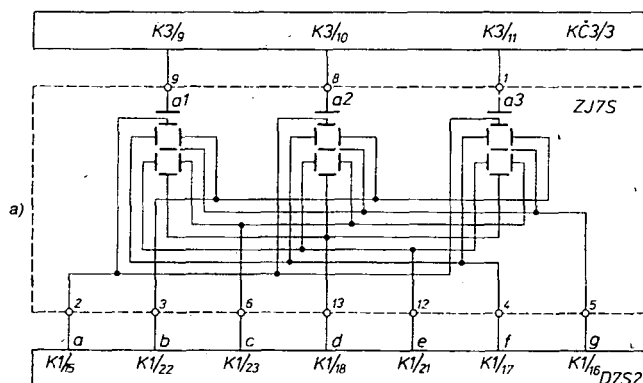 K3/9 K3/10 K3/11 KČ3/3
9 8 1
a1 a2 a3 ZJ7S
a)
2 3 6 13 12 4 5
a b c d e f g
K1/15 K1/22 K1/23 K1/18 K1/21 K1/17 K1/16 D7S2